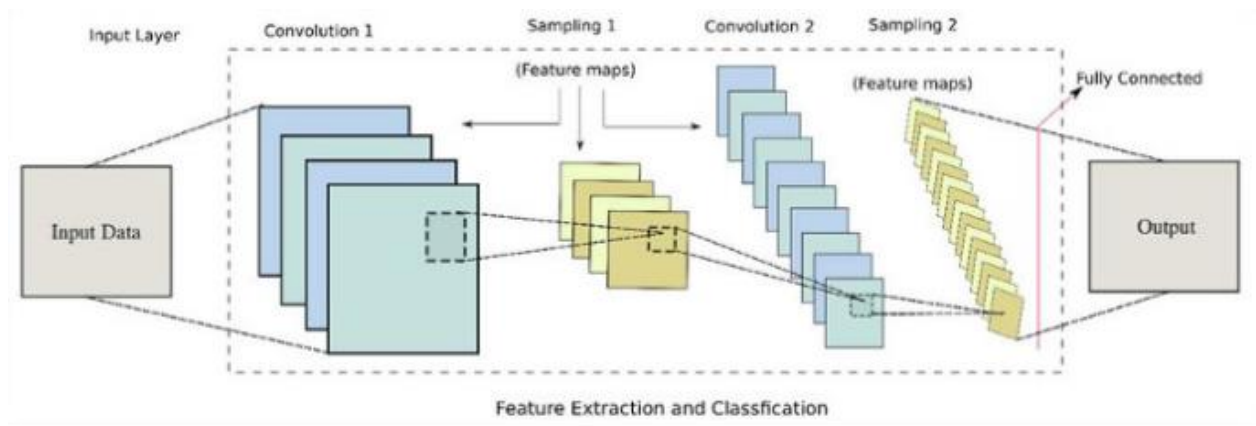 Input Layer
Convolution 1
Sampling 1
Convolution 2
Sampling 2
(Feature maps)
(Feature maps)
Fully Connected
Input Data
Output
Feature Extraction and Classfication